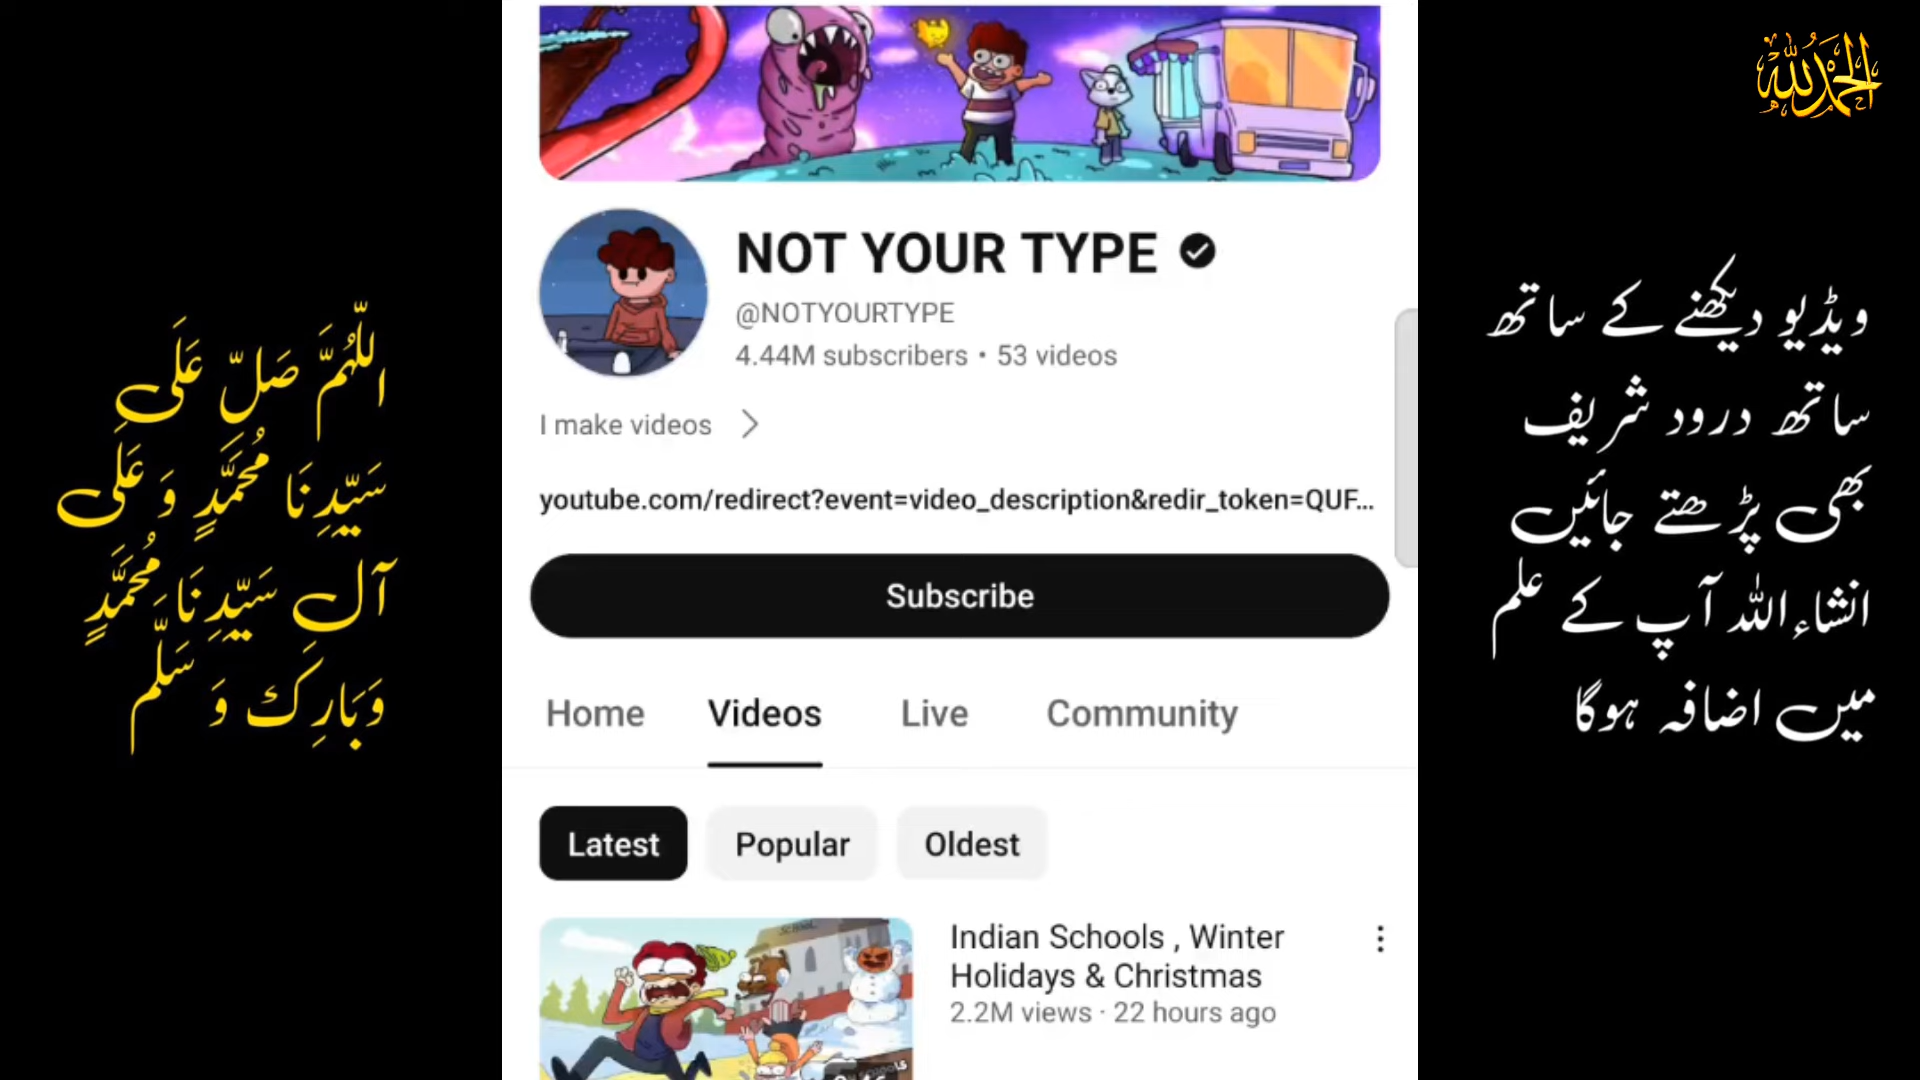 الحمدللہ
اللّٰهُمَّ صَلِّ عَلَى
سَيِّدِنَا مُحَمَّدٍ وَ عَلَى
آلِ سَيِّدِنَا مُحَمَّدٍ
وَبَارِكَ وَ سَلِّم
NOT YOUR TYPE
@NOTYOURTYPE
4.44M subscribers • 53 videos
I make videos
youtube.com/redirect?event=video_description&redir_token=QUF...
Subscribe
Home Videos Live Community
Latest Popular Oldest
Indian Schools , Winter
Holidays & Christmas
2.2M views · 22 hours ago
ویڈیو دیکھنے کے ساتھ
ساتھ درود شریف
بھی پڑھتے جائیں
انشاءاللہ آپ کے علم
میں اضافہ ہوگا